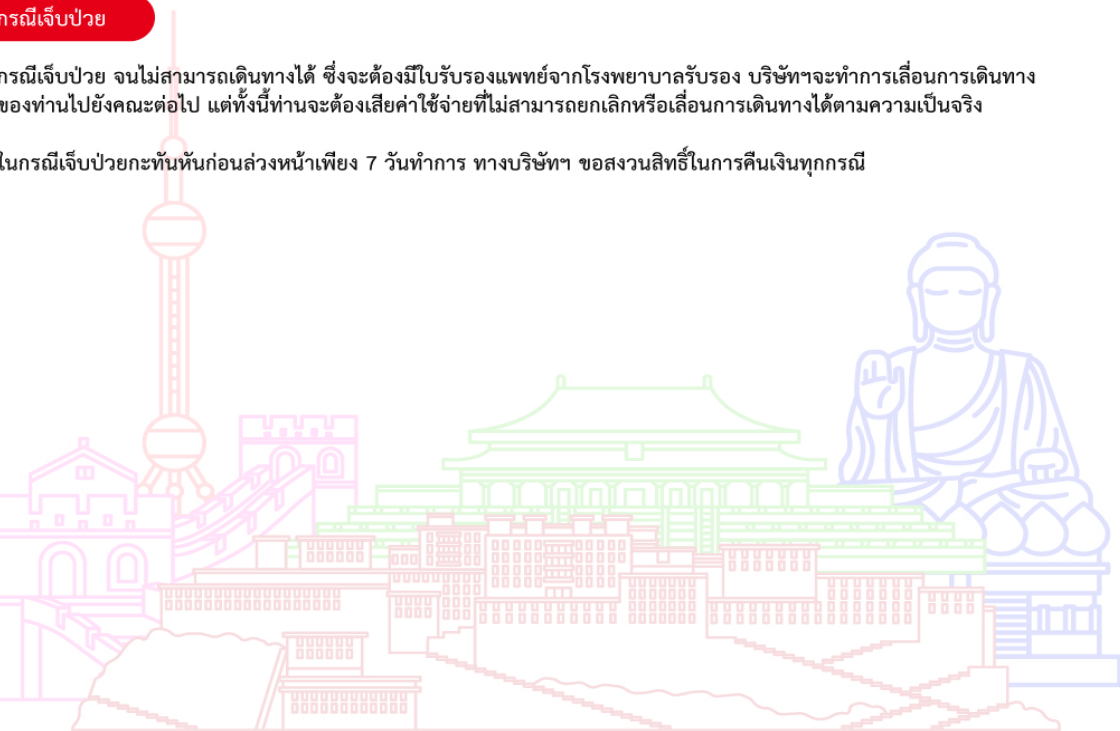 กรณีเจ็บป่วย
กรณีเจ็บป่วย จนไม่สามารถเดินทางได้ ซึ่งจะต้องมีใบรับรองแพทย์จากโรงพยาบาลรับรอง บริษัทฯจะทำการเลื่อนการเดินทาง
ของท่านไปยังคณะต่อไป แต่ทั้งนี้ท่านจะต้องเสียค่าใช้จ่ายที่ไม่สามารถยกเลิกหรือเลื่อนการเดินทางได้ตามความเป็นจริง
ในกรณีเจ็บป่วยกะทันหันก่อนล่วงหน้าเพียง 7 วันทำการ ทางบริษัทฯ ขอสงวนสิทธิ์ในการคืนเงินทุกกรณี